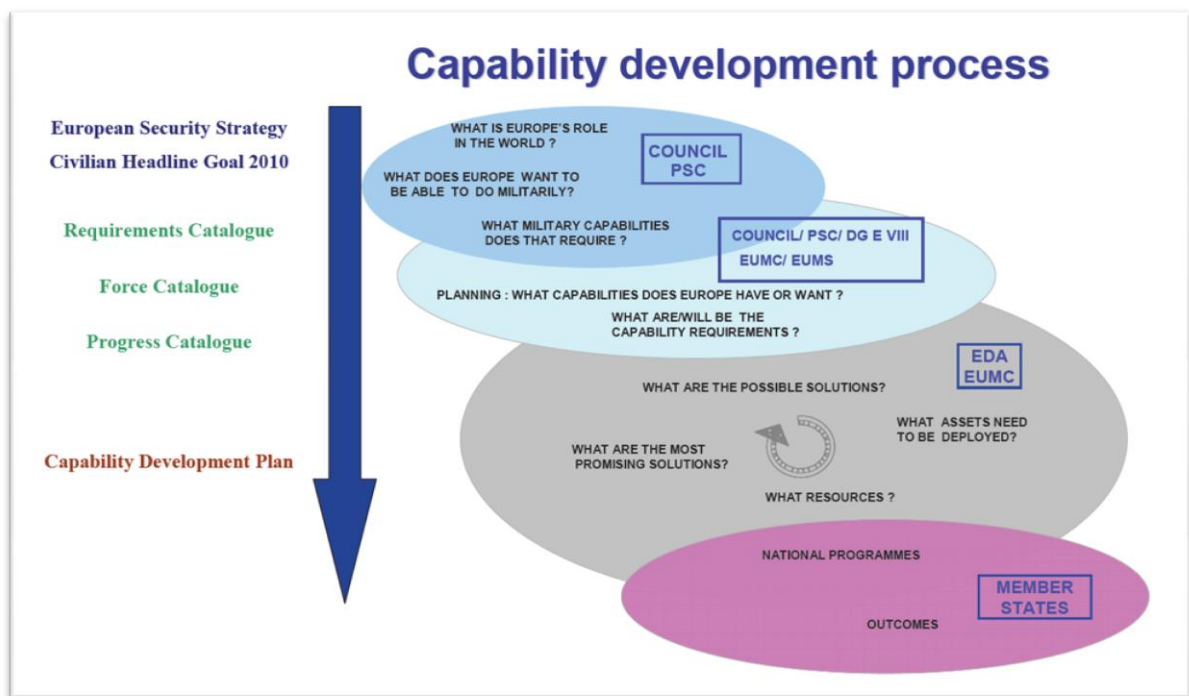 Capability development process
European Security Strategy
Civilian Headline Goal 2010
Requirements Catalogue
Force Catalogue
Progress Catalogue
Capability Development Plan
WHAT IS EUROPE'S ROLE
IN THE WORLD ?
COUNCIL
PSC
WHAT DOES EUROPE WANT TO
BE ABLE TO DO MILITARILY?
WHAT MILITARY CAPABILITIES
DOES THAT REQUIRE ?
COUNCIL/ PSC/ DG E VIII
EUMC/ EUMS
PLANNING : WHAT CAPABILITIES DOES EUROPE HAVE OR WANT ?
WHAT ARE/WILL BE THE
CAPABILITY REQUIREMENTS ?
EDA
EUMC
WHAT ARE THE POSSIBLE SOLUTIONS?
WHAT ASSETS NEED
TO BE DEPLOYED?
WHAT ARE THE MOST
PROMISING SOLUTIONS?
WHAT RESOURCES ?
NATIONAL PROGRAMMES
MEMBER
STATES
OUTCOMES